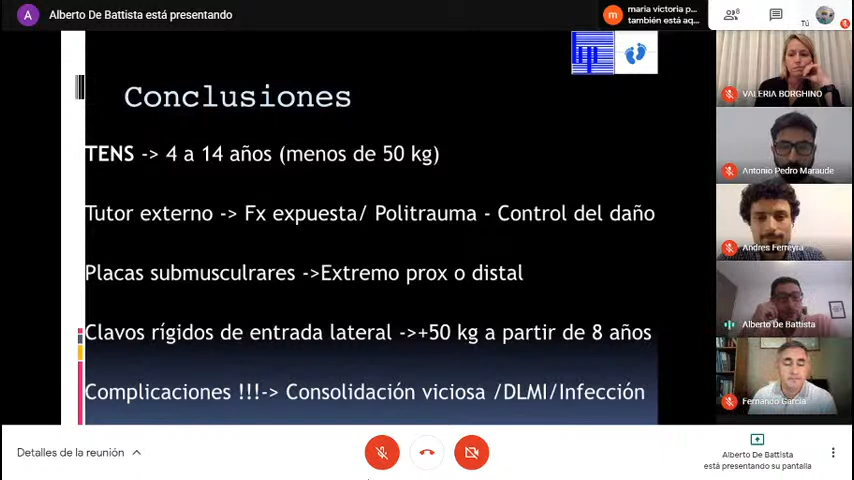 A
Alberto De Battista está presentando
m
maria victoria p...
también está aq...
8
Tú
Conclusiones
TENS -> 4 a 14 años (menos de 50 kg)
Tutor externo -> Fx expuesta/ Politrauma - Control del daño
Placas submusculrares ->Extremo prox o distal
Clavos rígidos de entrada lateral ->+50 kg a partir de 8 años
Complicaciones !!!-> Consolidación viciosa /DLMI/Infección
VALERIA BORGHINO
Antonio Pedro Maraude
Andres Ferreyra
Alberto De Battista
Fernando Garcia
Detalles de la reunión
Alberto De Battista
está presentando su pantalla